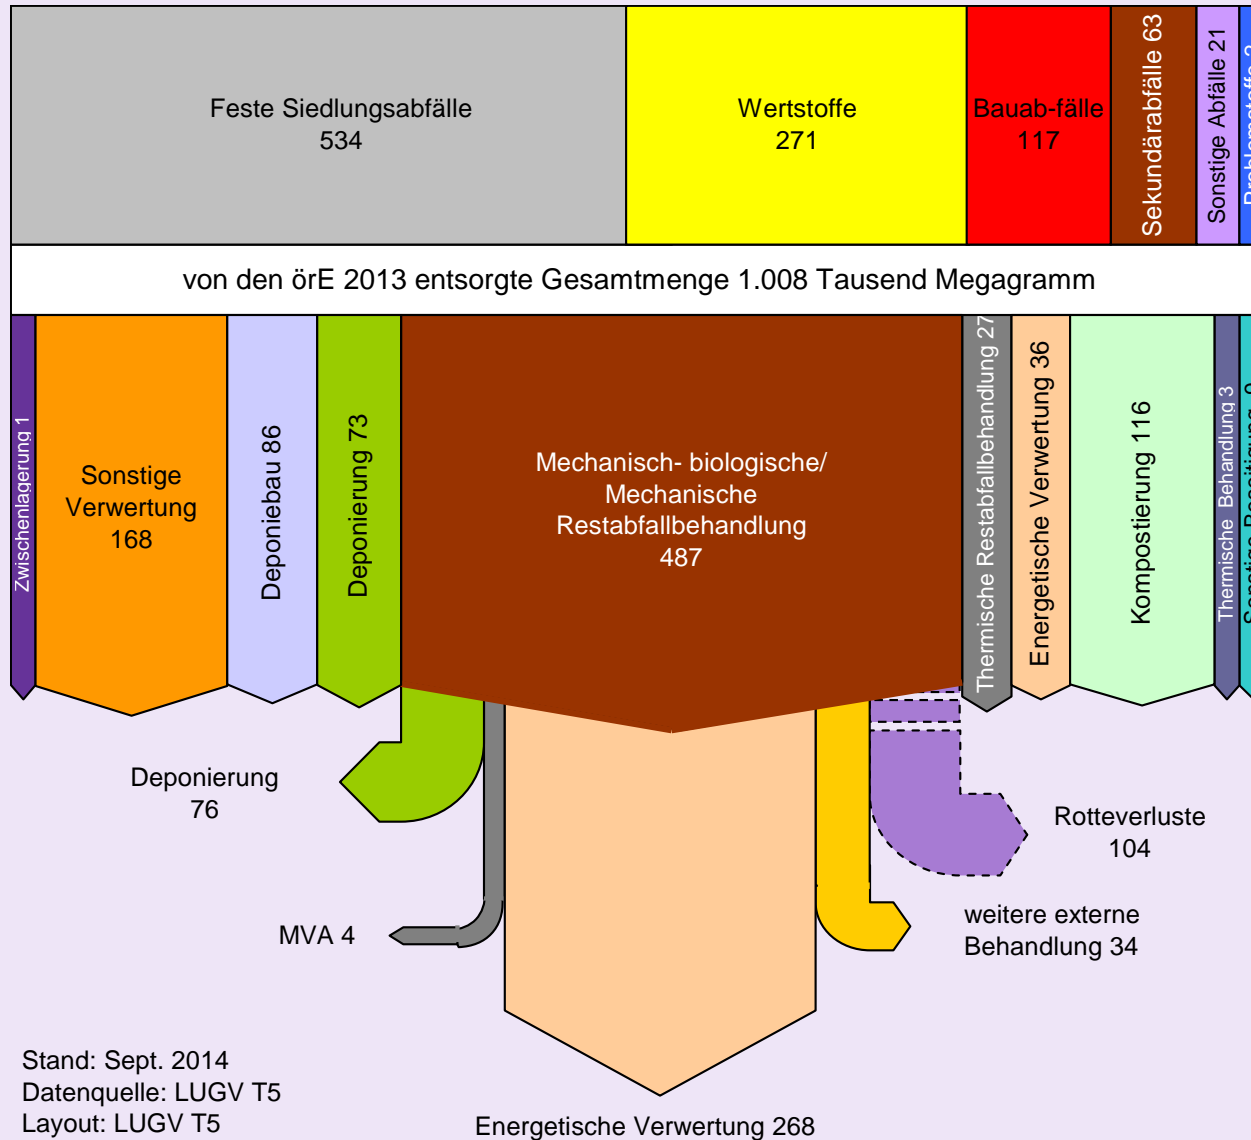 Feste Siedlungsabfälle
534
Wertstoffe
271
Bauab-fälle
117
Sekundärabfälle 63
Sonstige Abfälle 21
von den örE 2013 entsorgte Gesamtmenge 1.008 Tausend Megagramm
Zwischenlagerung 1
Sonstige
Verwertung
168
Deponiebau 86
Deponierung 73
Mechanisch- biologische/
Mechanische
Restabfallbehandlung
487
Thermische Restabfallbehandlung 27
Energetische Verwertung 36
Kompostierung 116
Thermische Behandlung 3
Deponierung
76
MVA 4
Rotteverluste
104
weitere externe
Behandlung 34
Energetische Verwertung 268
Stand: Sept. 2014
Datenquelle: LUGV T5
Layout: LUGV T5